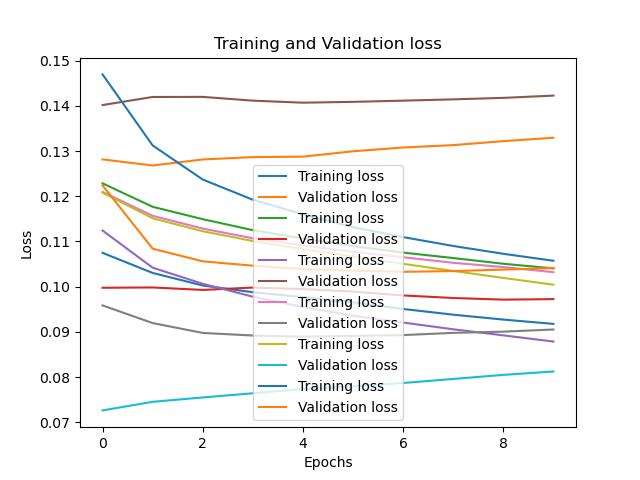 Training and Validation loss
0.15
0.14
0.13
0.12
0.11
0.10
0.09
0.08
0.07
Loss
Training loss
Validation loss
Training loss
Validation loss
Training loss
Validation loss
Training loss
Validation loss
Training loss
Validation loss
Training loss
Validation loss
0 2 4 6 8
Epochs